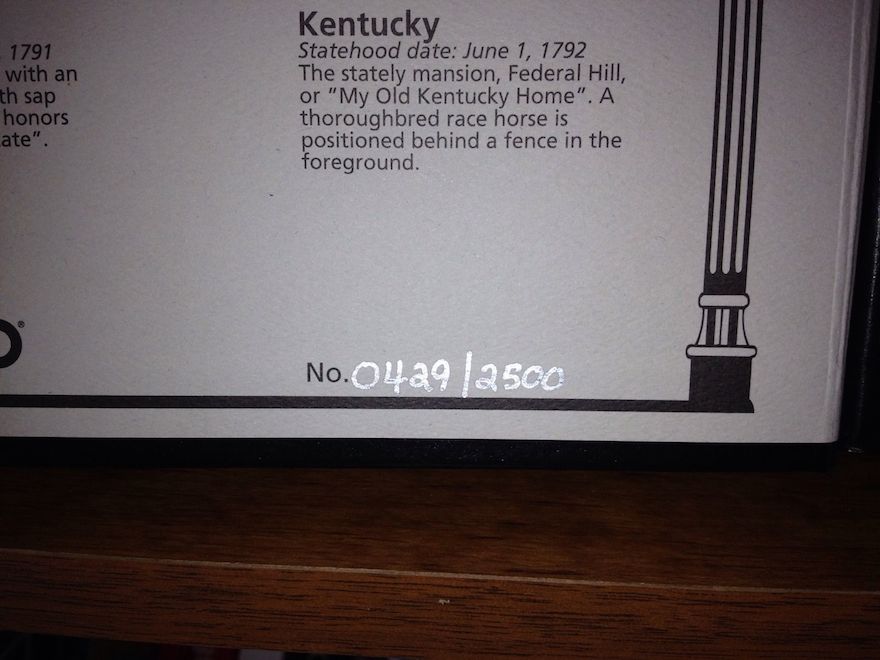 1791
with an
th sap
honors
ate".
Kentucky
Statehood date: June 1, 1792
The stately mansion, Federal Hill,
or "My Old Kentucky Home". A
thoroughbred race horse is
positioned behind a fence in the
foreground.
®
No. 0429/2500